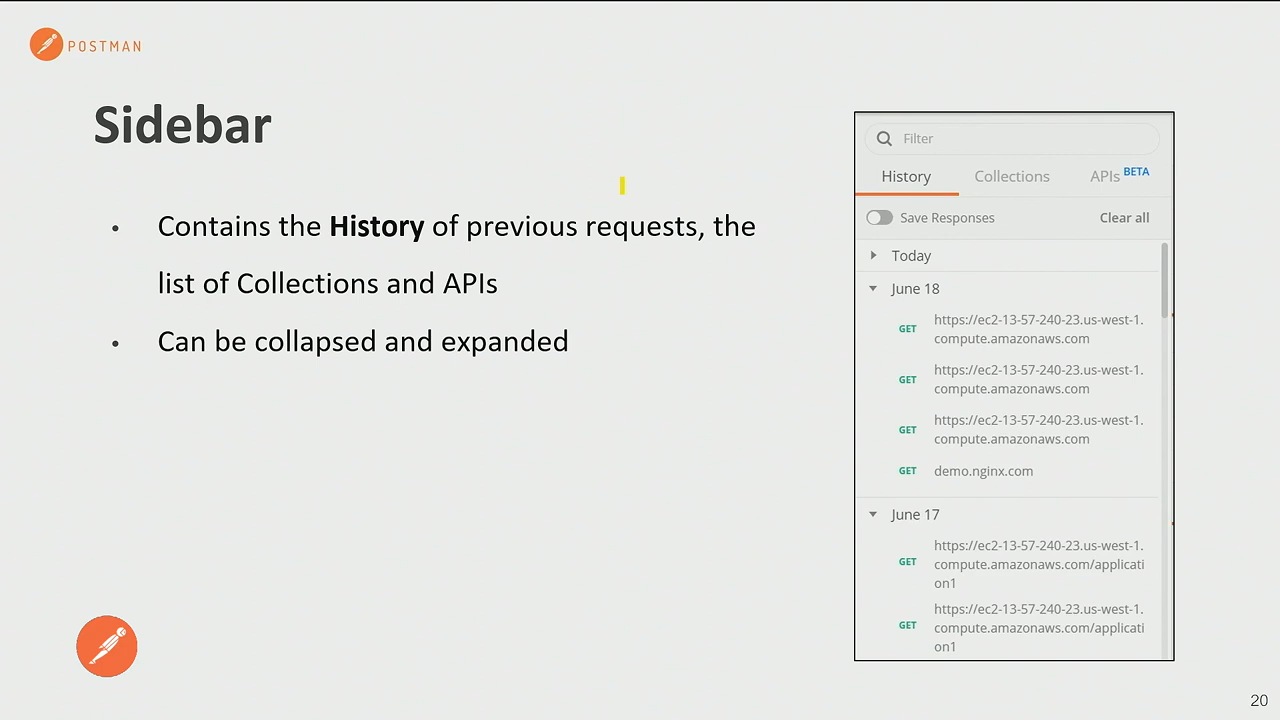 POSTMAN
Sidebar
• Contains the History of previous requests, the
list of Collections and APIs
• Can be collapsed and expanded
Filter
History Collections APIs BETA
Save Responses Clear all
Today
June 18
GET https://ec2-13-57-240-23.us-west-1.
compute.amazonaws.com
GET https://ec2-13-57-240-23.us-west-1.
compute.amazonaws.com
GET https://ec2-13-57-240-23.us-west-1.
compute.amazonaws.com
GET demo.nginx.com
June 17
GET https://ec2-13-57-240-23.us-west-1.
compute.amazonaws.com/applicati
on1
GET https://ec2-13-57-240-23.us-west-1.
compute.amazonaws.com/applicati
on1
20